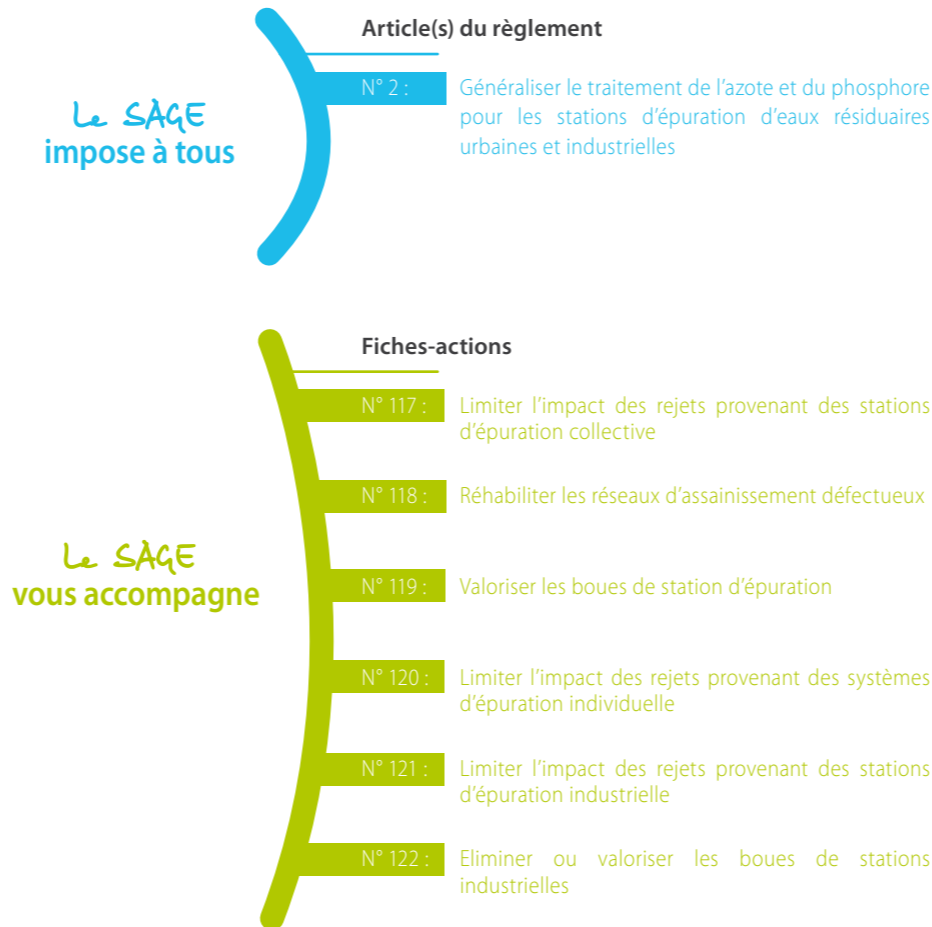 Article(s) du règlement
Le SAGE
impose à tous
N° 2 :
Généraliser le traitement de l'azote et du phosphore
pour les stations d'épuration d'eaux résiduaires
urbaines et industrielles
Fiches-actions
N° 117 :
Limiter l'impact des rejets provenant des stations
d'épuration collective
N° 118 :
Réhabiliter les réseaux d'assainissement défectueux
Le SAGE
vous accompagne
N° 119 :
Valoriser les boues de station d'épuration
N° 120 :
Limiter l'impact des rejets provenant des systèmes
d'épuration individuelle
N° 121 :
Limiter l'impact des rejets provenant des stations
d'épuration industrielle
N° 122 :
Eliminer ou valoriser les boues de stations
industrielles